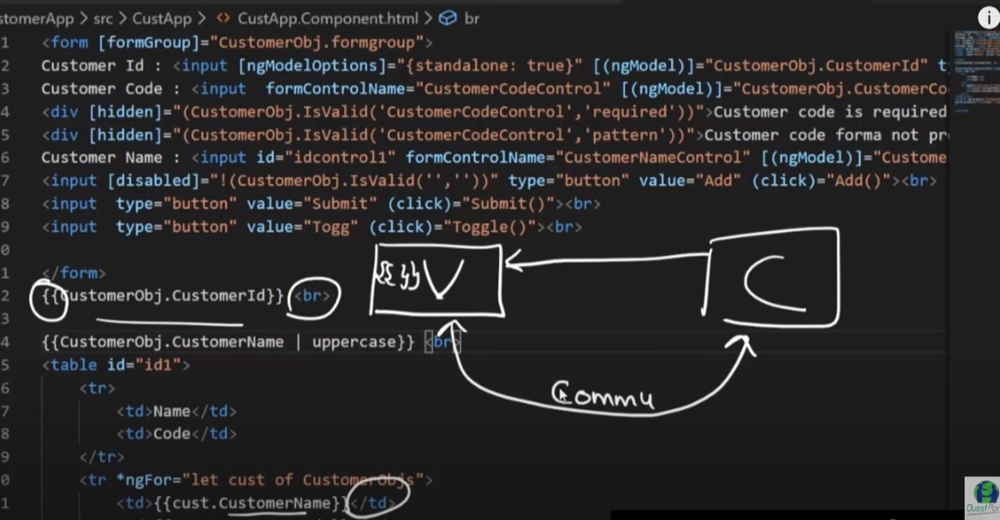 stomerApp > src > CustApp > <> CustApp.Component.html > br
1 <form [formGroup]="CustomerObj.formgroup">
2 Customer Id : <input [ngModelOptions]="{standalone: true}" [(ngModel)]="CustomerObj.CustomerId" t
3 Customer Code : <input  formControlName="CustomerCodeControl" [(ngModel)]="CustomerObj.CustomerCo
4 <div [hidden]="(CustomerObj.IsValid('CustomerCodeControl','required'))">Customer code is required
5 <div [hidden]="(CustomerObj.IsValid('CustomerCodeControl','pattern'))">Customer code forma not pr
6 Customer Name : <input id="idcontrol1" formControlName="CustomerNameControl" [(ngModel)]="Custome
7 <input [disabled]="!(CustomerObj.IsValid('',''))" type="button" value="Add" (click)="Add()"><br>
8 <input  type="button" value="Submit" (click)="Submit()"><br>
9 <input  type="button" value="Togg" (click)="Toggle()"><br>
0
1 </form>
{{}} V
C
2 {{CustomerObj.CustomerId}} <br>
3
4 {{CustomerObj.CustomerName | uppercase}} <br>
5 <table id="id1">
6 <tr>
Commu
7 <td>Name</td>
8 <td>Code</td>
9 </tr>
0 <tr *ngFor="let cust of CustomerObjs">
1 <td>{{cust.CustomerName}}</td>